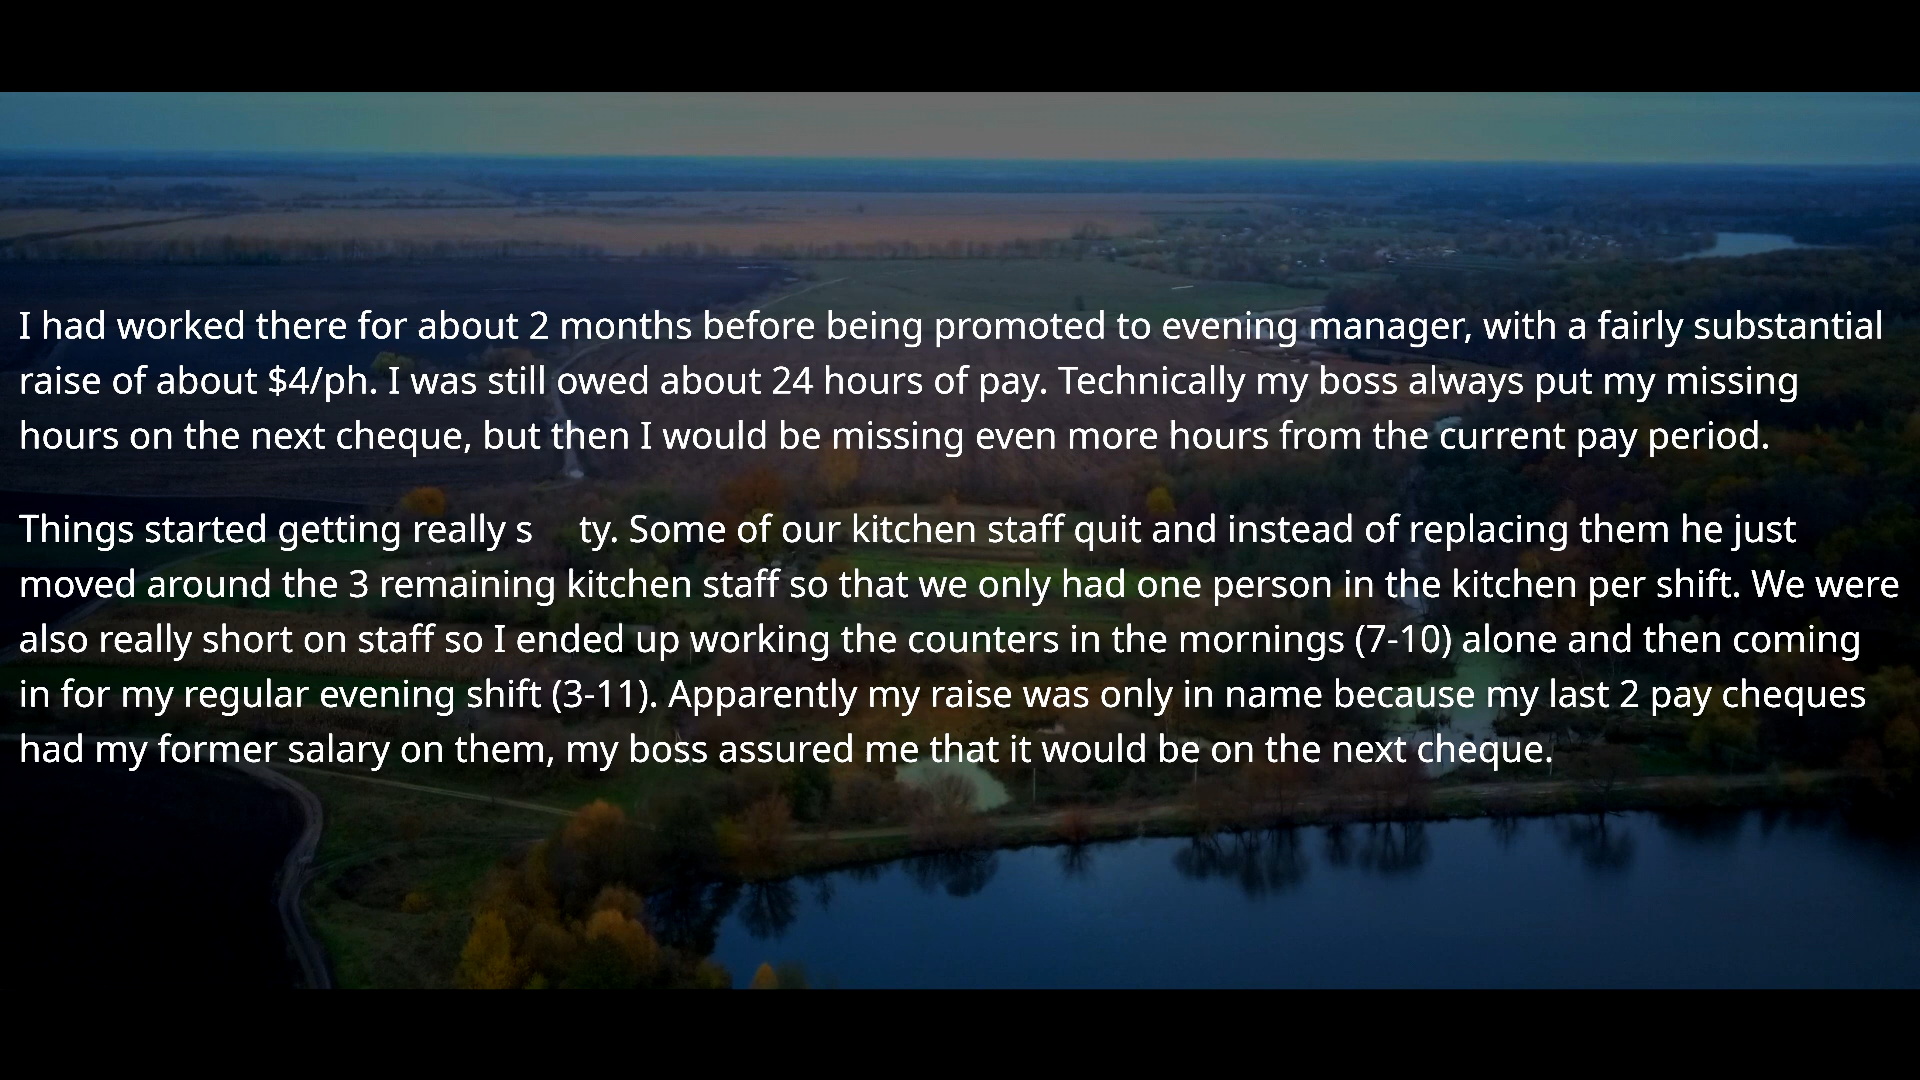 I had worked there for about 2 months before being promoted to evening manager, with a fairly substantial
raise of about $4/ph. I was still owed about 24 hours of pay. Technically my boss always put my missing
hours on the next cheque, but then I would be missing even more hours from the current pay period.
Things started getting really s    ty. Some of our kitchen staff quit and instead of replacing them he just
moved around the 3 remaining kitchen staff so that we only had one person in the kitchen per shift. We were
also really short on staff so I ended up working the counters in the mornings (7-10) alone and then coming
in for my regular evening shift (3-11). Apparently my raise was only in name because my last 2 pay cheques
had my former salary on them, my boss assured me that it would be on the next cheque.